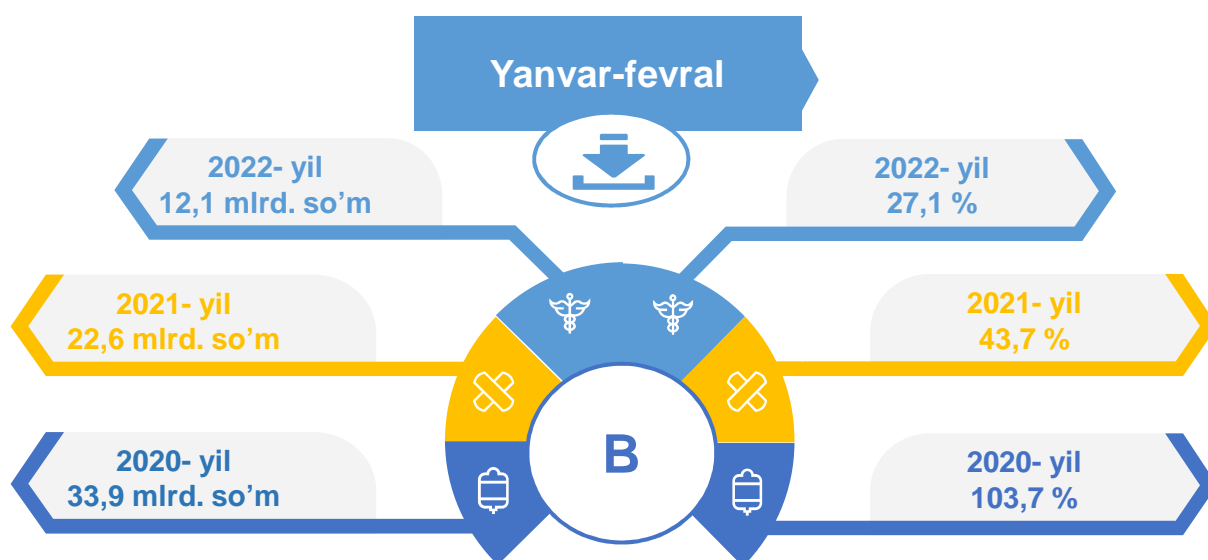 Yanvar-fevral
2022- yil
12,1 mlrd. so’m
2022- yil
27,1 %
2021- yil
22,6 mlrd. so’m
2021- yil
43,7 %
B
2020- yil
33,9 mlrd. so’m
2020- yil
103,7 %